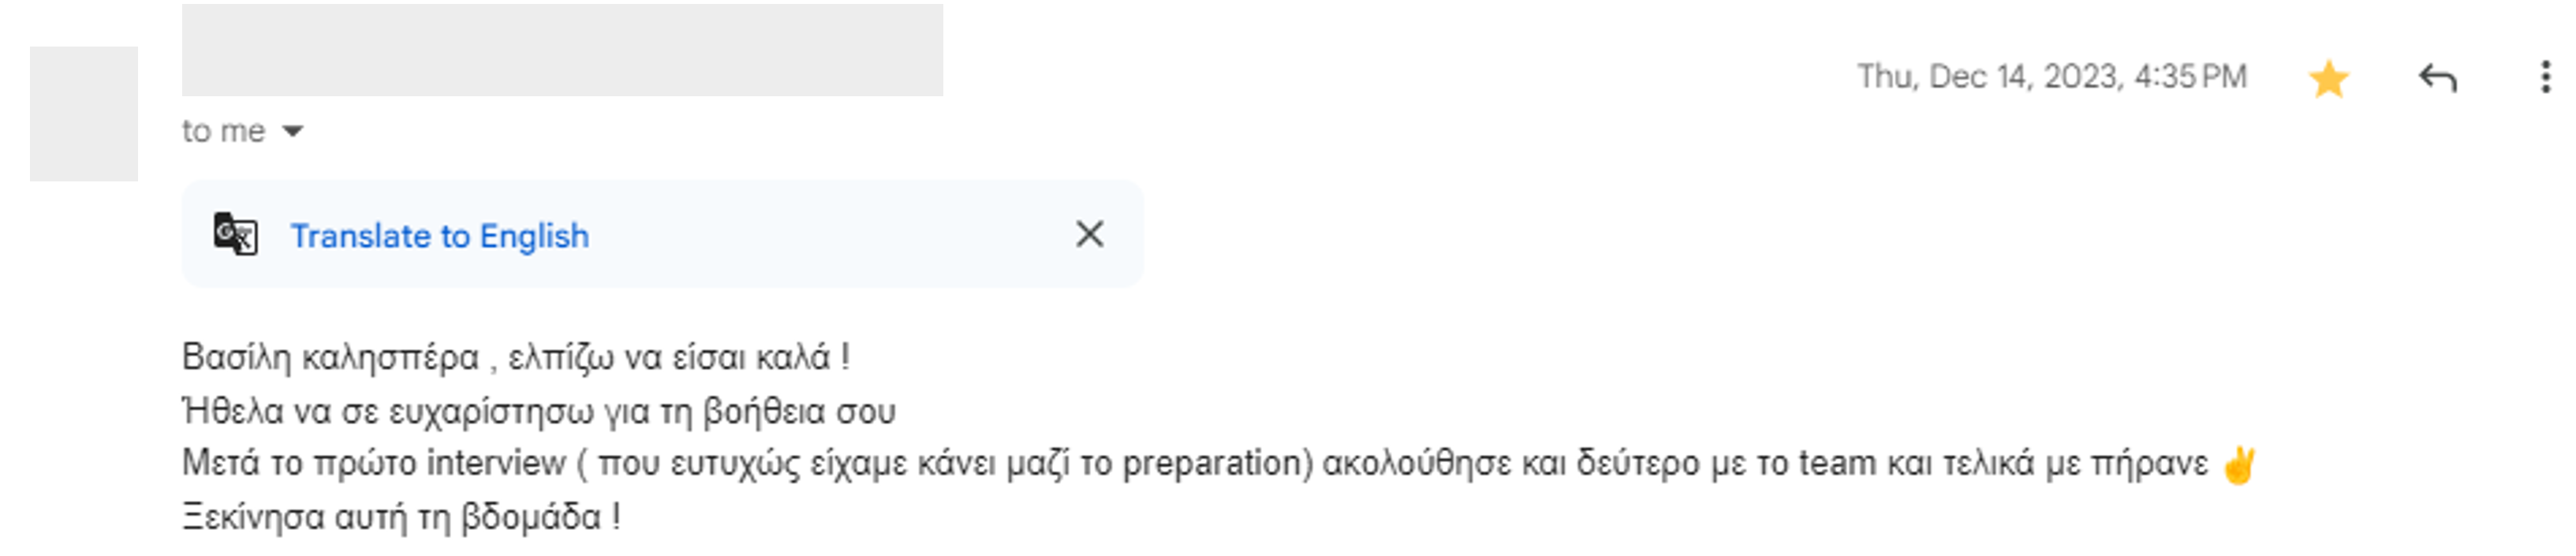 Thu, Dec 14, 2023, 4:35 PM
to me
Translate to English
Βασίλη καλησπέρα , ελπίζω να είσαι καλά !
Ήθελα να σε ευχαρίστησω για τη βοήθεια σου
Μετά το πρώτο interview ( που ευτυχώς είχαμε κάνει μαζί το preparation) ακολούθησε και δεύτερο με το team και τελικά με πήρανε ✌️
Ξεκίνησα αυτή τη βδομάδα !